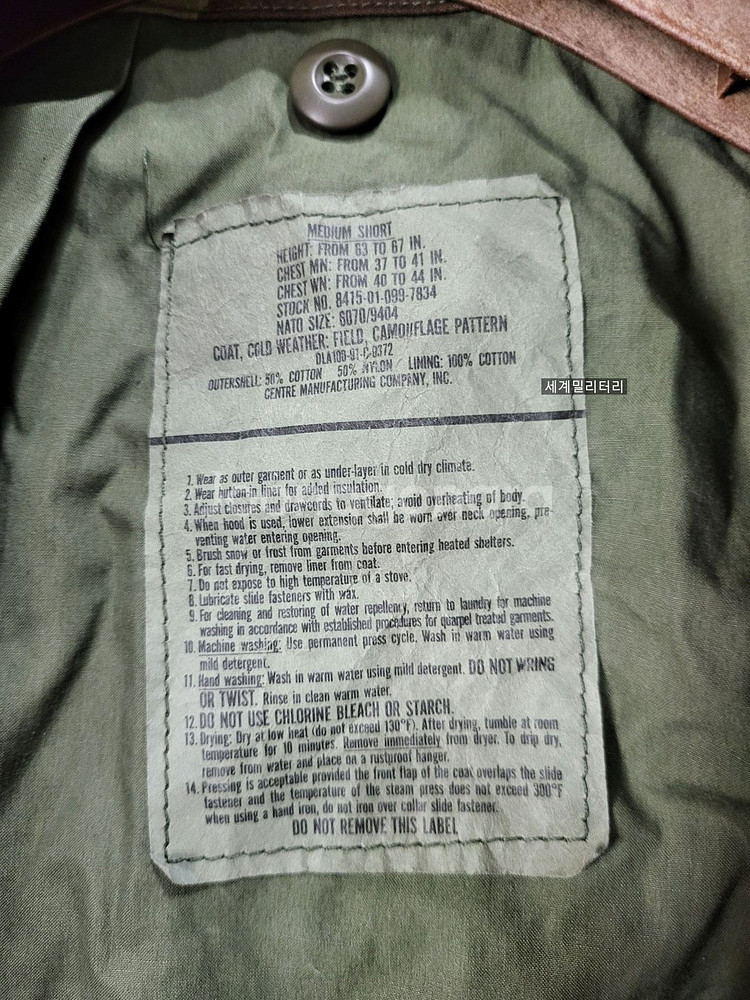 MEDIUM SHORT
HEIGHT: FROM 63 TO 67 IN.
CHEST MN: FROM 37 TO 41 IN.
CHEST WN: FROM 40 TO 44 IN.
STOCK NO. 8415-01-099-7834
NATO SIZE: 6070/9404
COAT, COLD WEATHER: FIELD, CAMOUFLAGE PATTERN
DLA100-91-C-0372
OUTERSHELL: 50% COTTON 50% NYLON LINING: 100% COTTON
CENTRE MANUFACTURING COMPANY, INC.
세계밀리터리
1. Wear as outer garment or as under-layer in cold dry climate.
2. Wear button-in liner for added insulation.
3. Adjust closures and drawcords to ventilate; avoid overheating of body.
4. When hood is used, lower extension shall be worn over neck opening, pre-
venting water entering opening.
5. Brush snow or frost from garments before entering heated shelters.
6. For fast drying, remove liner from coat.
7. Do not expose to high temperature of a stove.
8. Lubricate slide fasteners with wax.
9. For cleaning and restoring of water repellency, return to laundry for machine
washing in accordance with established procedures for quarpel treated garments.
10. Machine washing: Use permanent press cycle. Wash in warm water using
mild detergent.
11. Hand washing: Wash in warm water using mild detergent. DO NOT WRING
OR TWIST. Rinse in clean warm water.
12. DO NOT USE CHLORINE BLEACH OR STARCH.
13. Drying: Dry at low heat (do not exceed 130°F). After drying, tumble at room
temperature for 10 minutes. Remove immediately from dryer. To drip dry,
remove from water and place on a rustproof hanger.
14. Pressing is acceptable provided the front flap of the coat overlaps the slide
fastener and the temperature of the steam press does not exceed 300°F
when using a hand iron, do not iron over collar slide fastener.
DO NOT REMOVE THIS LABEL